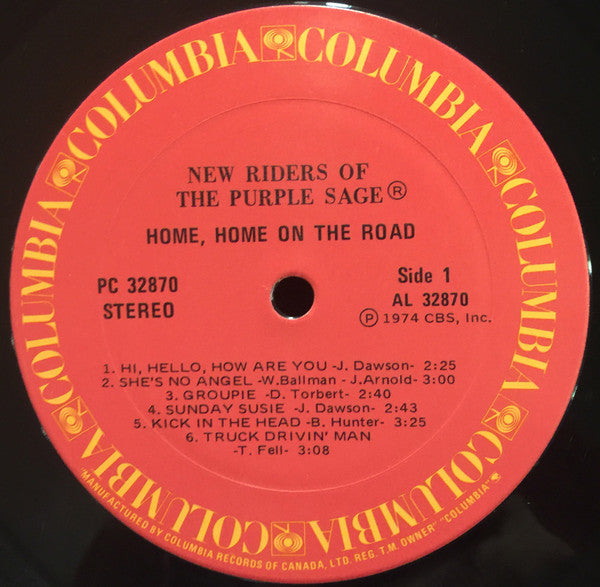 COLUMBIA COLUMBIA COLUMBIA COLUMBIA COLUMBIA COLUMBIA
NEW RIDERS OF
THE PURPLE SAGE®
HOME, HOME ON THE ROAD
PC 32870
STEREO
Side 1
AL 32870
Ⓟ 1974 CBS, Inc.
1. HI, HELLO, HOW ARE YOU -J. Dawson- 2:25
2. SHE'S NO ANGEL -W.Ballman - J.Arnold- 3:00
3. GROUPIE -D. Torbert- 2:40
4. SUNDAY SUSIE -J. Dawson- 2:43
5. KICK IN THE HEAD -B. Hunter- 3:25
6. TRUCK DRIVIN' MAN
-T. Fell- 3:08
"MANUFACTURED BY COLUMBIA RECORDS OF CANADA, LTD. REG. T.M. OWNER" "COLUMBIA"